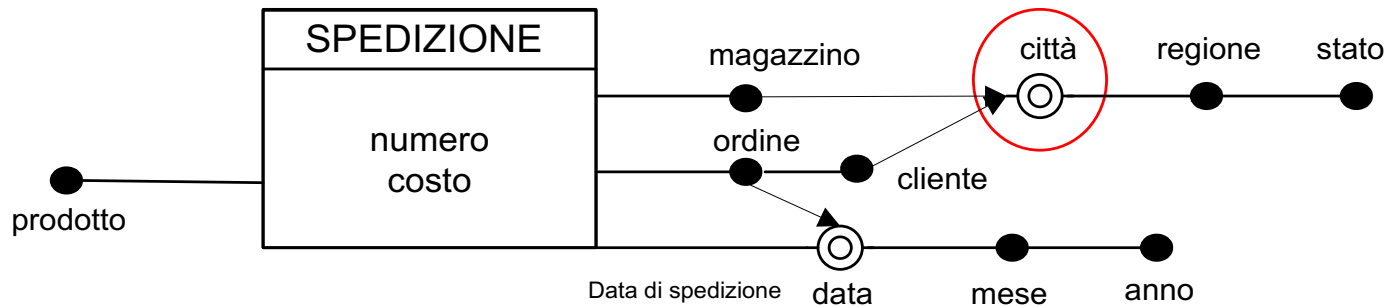 SPEDIZIONE
numero
costo
prodotto
magazzino
città
regione
stato
ordine
cliente
Data di spedizione
data
mese
anno